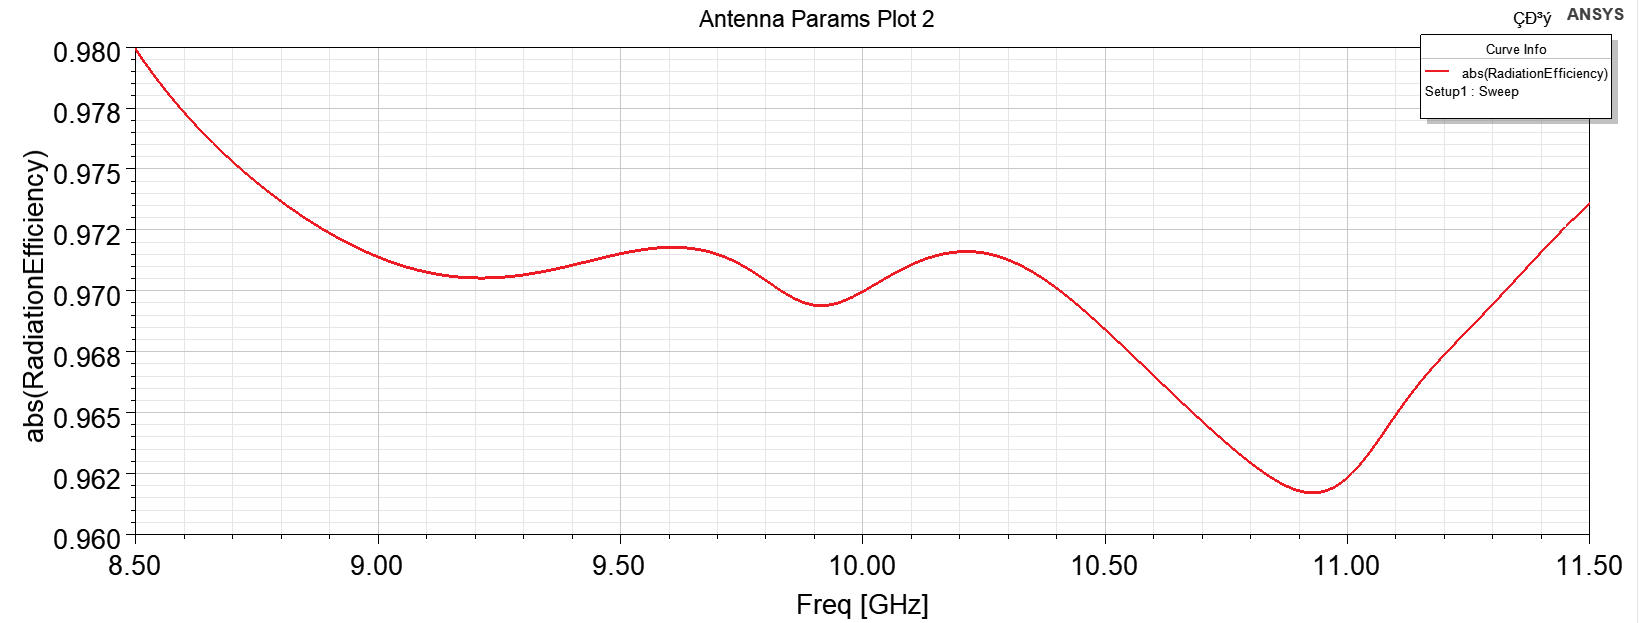 Antenna Params Plot 2
ÇÐ³ý ANSYS
Curve Info
abs(RadiationEfficiency)
Setup1 : Sweep
abs(RadiationEfficiency)
0.980
0.978
0.975
0.972
0.970
0.968
0.965
0.962
0.960
8.50 9.00 9.50 10.00 10.50 11.00 11.50
Freq [GHz]